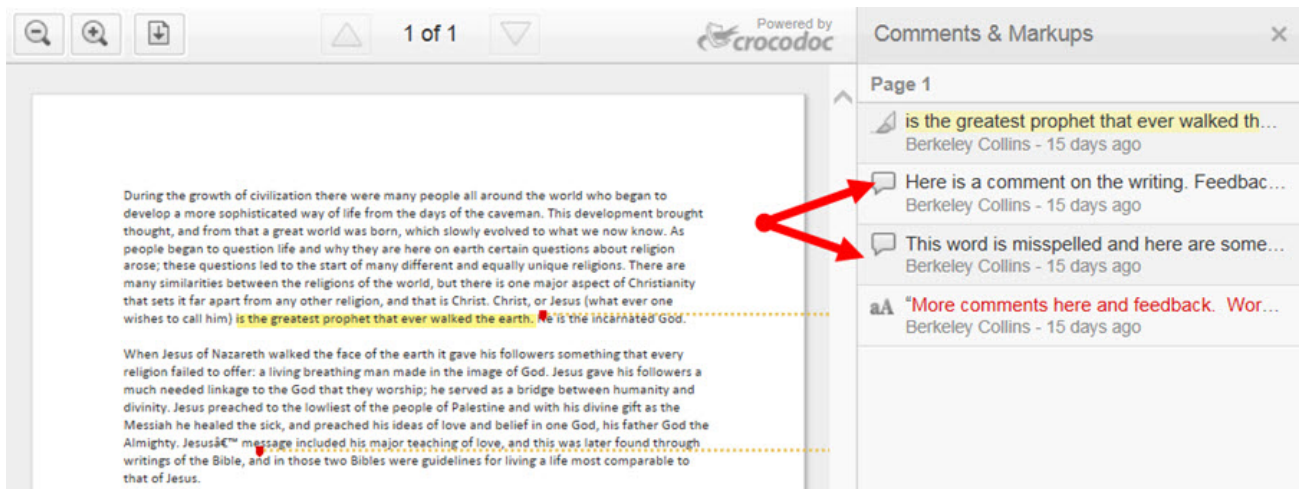 1 of 1
Powered by
crocodoc
Comments & Markups
Page 1
is the greatest prophet that ever walked th...
Berkeley Collins - 15 days ago
Here is a comment on the writing. Feedbac...
Berkeley Collins - 15 days ago
This word is misspelled and here are some...
Berkeley Collins - 15 days ago
aA "More comments here and feedback. Wor...
Berkeley Collins - 15 days ago
During the growth of civilization there were many people all around the world who began to
develop a more sophisticated way of life from the days of the caveman. This development brought
thought, and from that a great world was born, which slowly evolved to what we now know. As
people began to question life and why they are here on earth certain questions about religion
arose; these questions led to the start of many different and equally unique religions. There are
many similarities between the religions of the world, but there is one major aspect of Christianity
that sets it far apart from any other religion, and that is Christ. Christ, or Jesus (what ever one
wishes to call him) is the greatest prophet that ever walked the earth. He is the incarnated God.
When Jesus of Nazareth walked the face of the earth it gave his followers something that every
religion failed to offer: a living breathing man made in the image of God. Jesus gave his followers a
much needed linkage to the God that they worship; he served as a bridge between humanity and
divinity. Jesus preached to the lowliest of the people of Palestine and with his divine gift as the
Messiah he healed the sick, and preached his ideas of love and belief in one God, his father God the
Almighty. Jesusâ€™ message included his major teaching of love, and this was later found through
writings of the Bible, and in those two Bibles were guidelines for living a life most comparable to
that of Jesus.